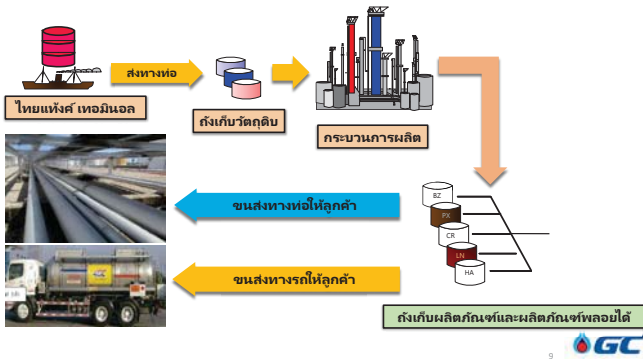 ส่งทางท่อ
ไทยแท้งค์ เทอมินอล
ถังเก็บวัตถุดิบ
กระบวนการผลิต
ขนส่งทางท่อให้ลูกค้า
ขนส่งทางรถให้ลูกค้า
BZ
PX
CR
LN
HA
ถังเก็บผลิตภัณฑ์และผลิตภัณฑ์พลอยได้
9
GC